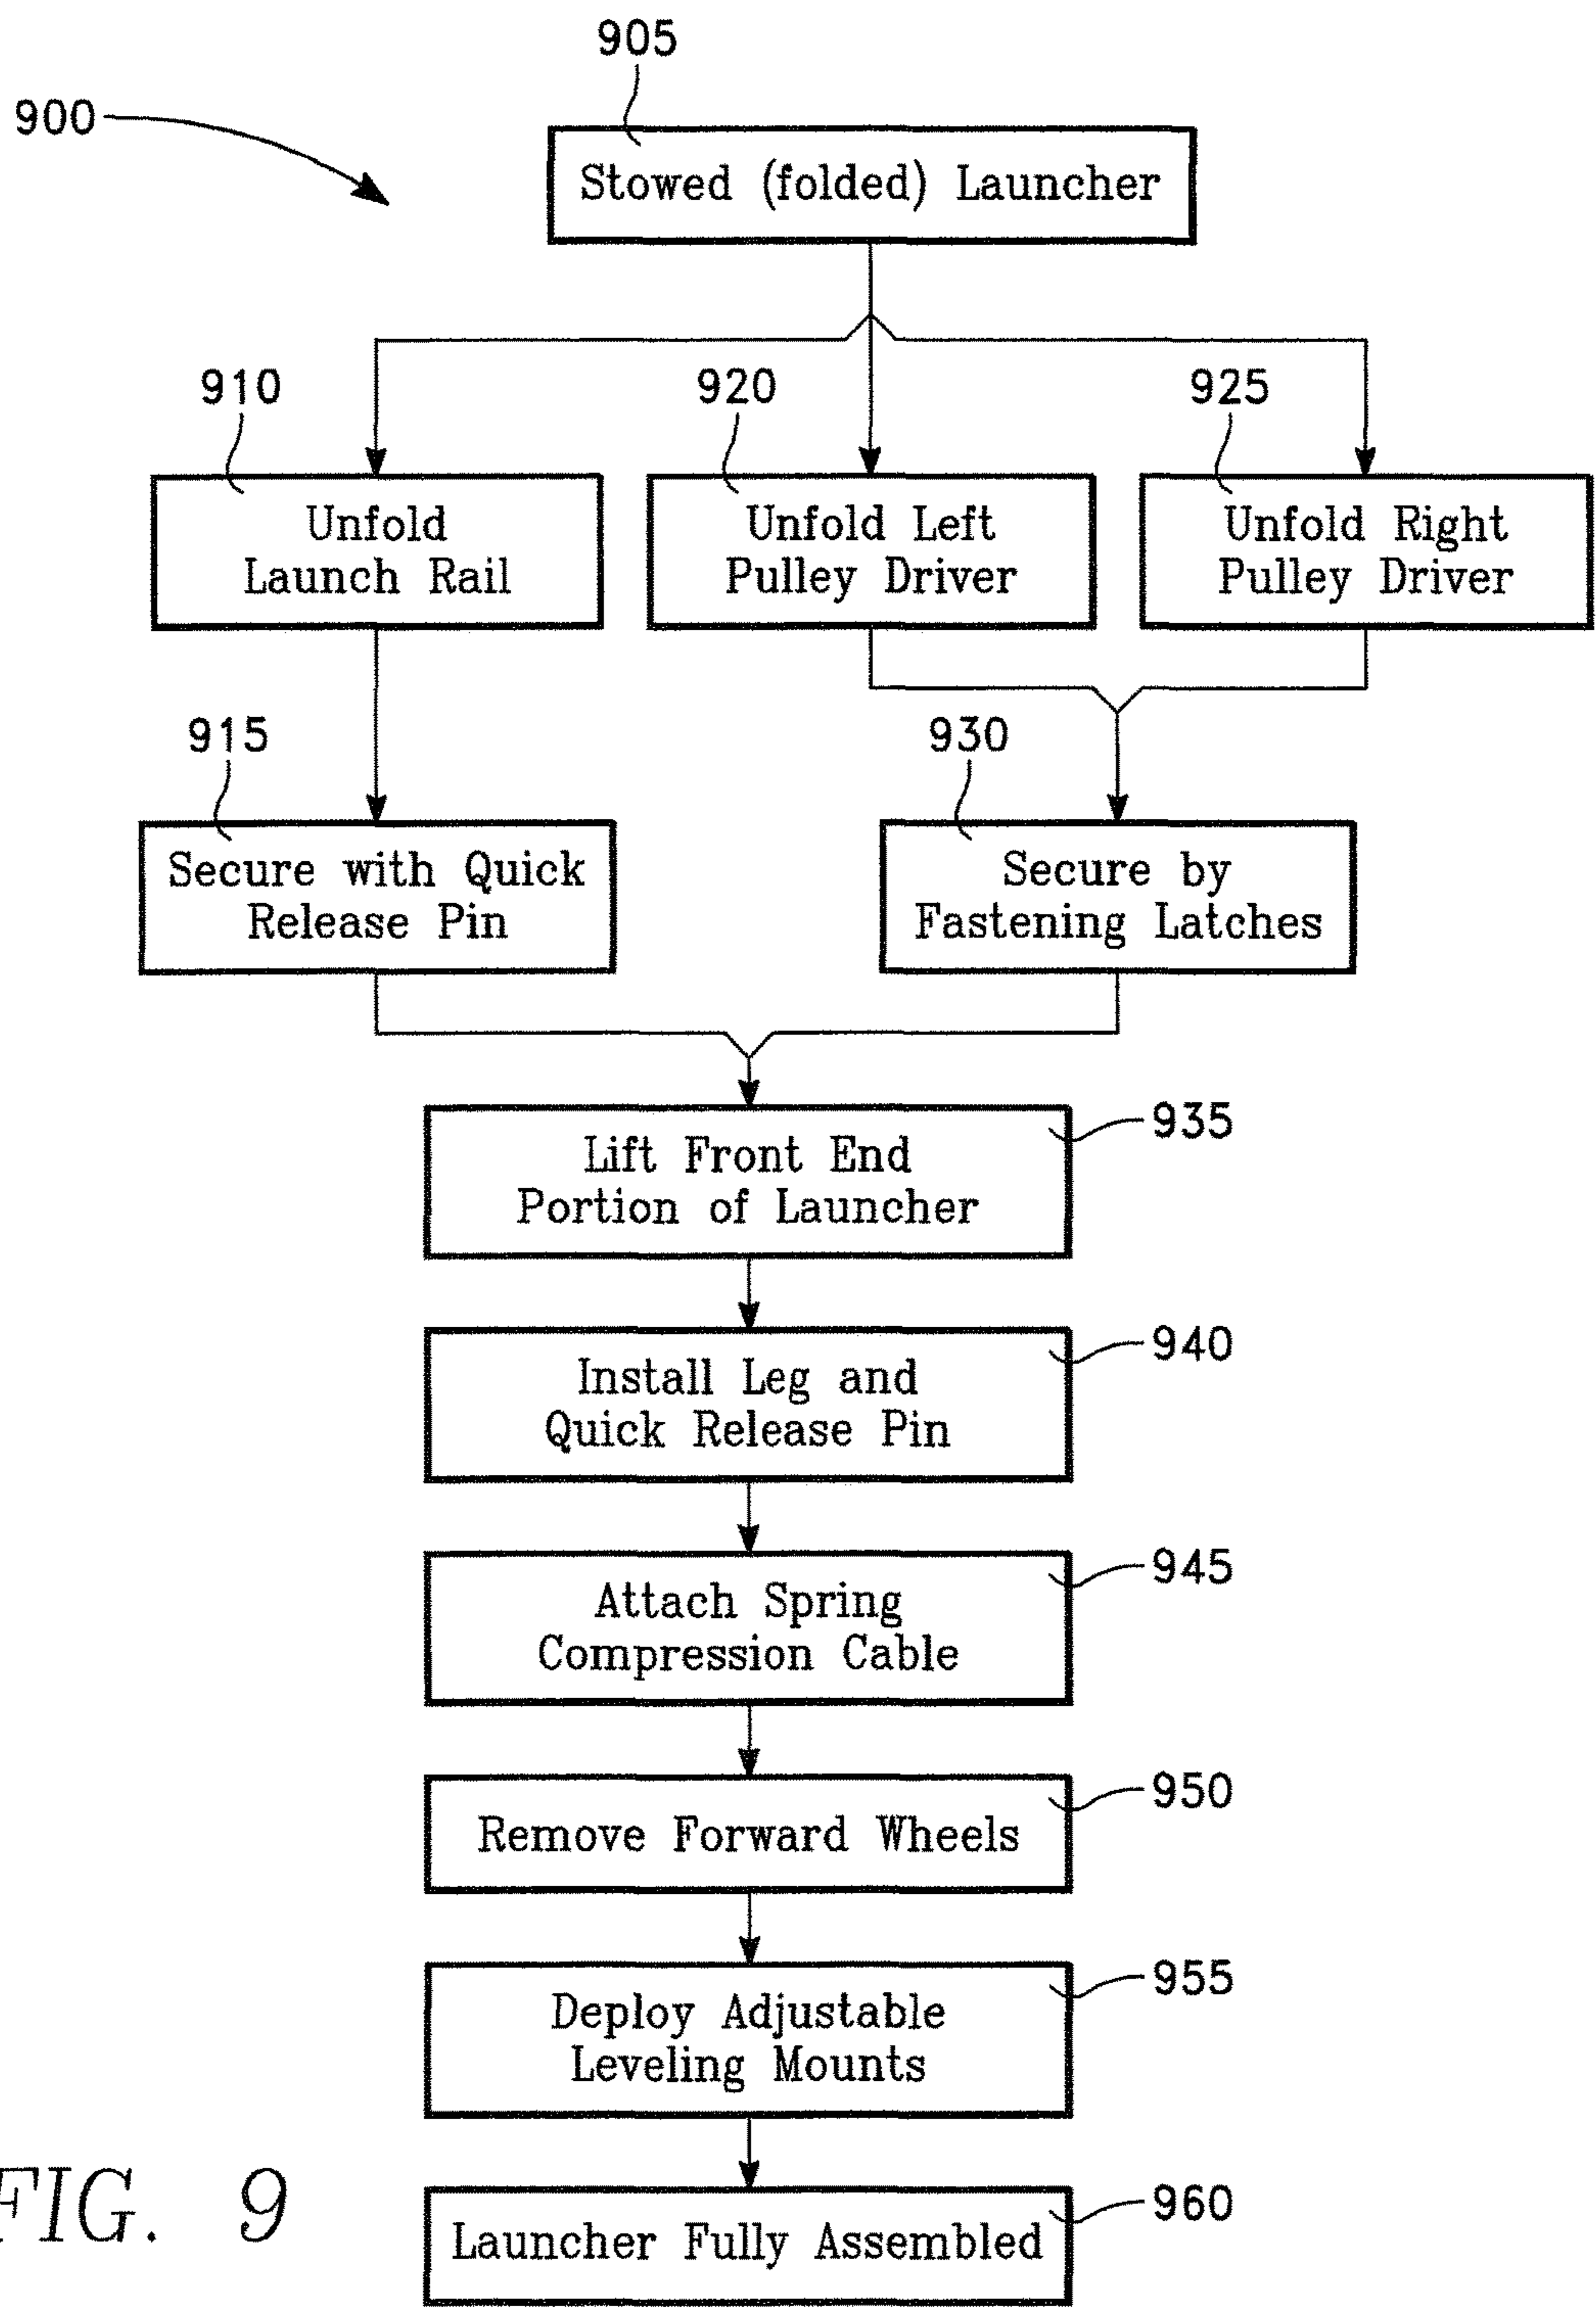 905
900
Stowed (folded) Launcher
910
920
925
Unfold
Launch Rail
Unfold Left
Pulley Driver
Unfold Right
Pulley Driver
915
930
Secure with Quick
Release Pin
Secure by
Fastening Latches
935
Lift Front End
Portion of Launcher
940
Install Leg and
Quick Release Pin
945
Attach Spring
Compression Cable
950
Remove Forward Wheels
955
Deploy Adjustable
Leveling Mounts
960
Launcher Fully Assembled
FIG. 9